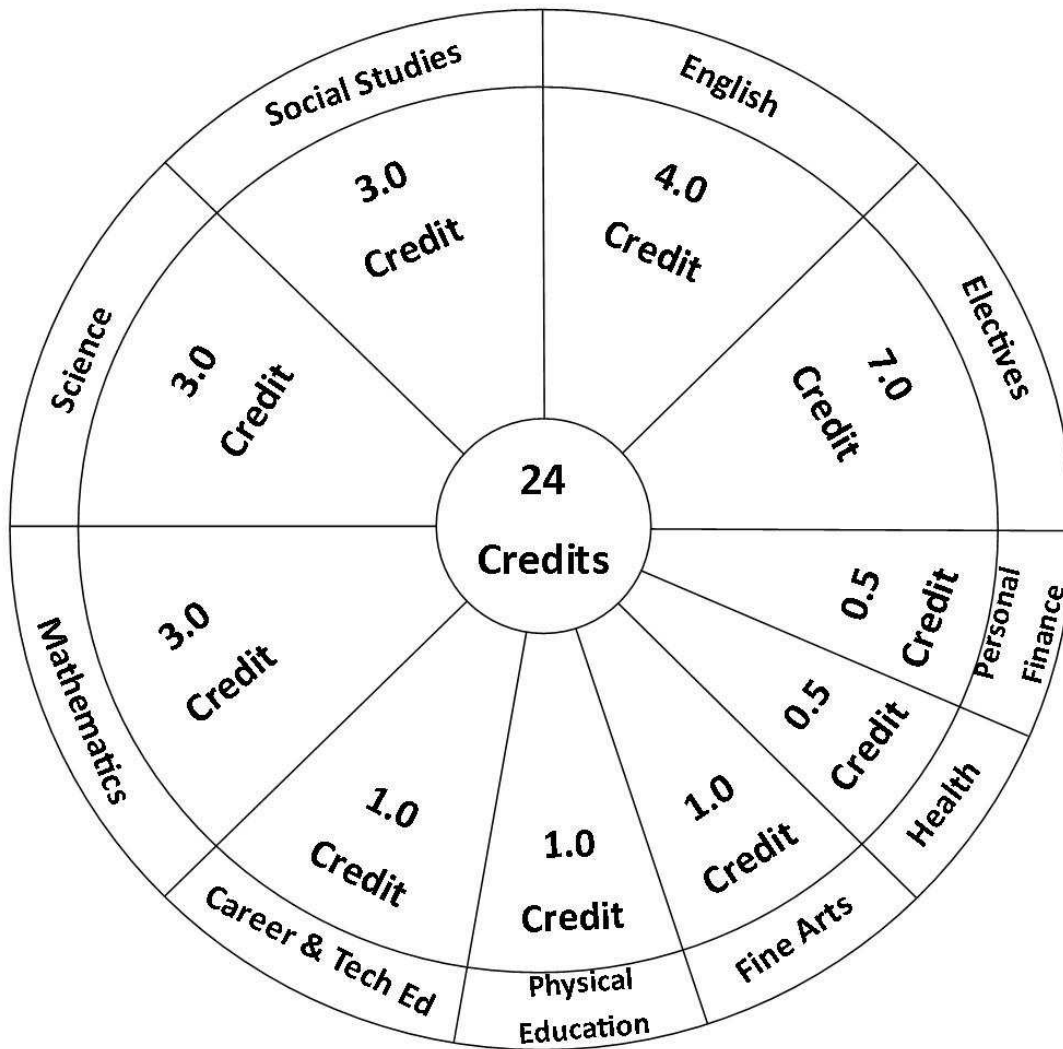 Social Studies
3.0
Credit
English
4.0
Credit
Electives
7.0
Credit
Personal
Finance
0.5
Credit
Health
0.5
Credit
Fine Arts
1.0
Credit
Physical
Education
1.0
Credit
Career & Tech Ed
1.0
Credit
Mathematics
3.0
Credit
Science
3.0
Credit
24
Credits